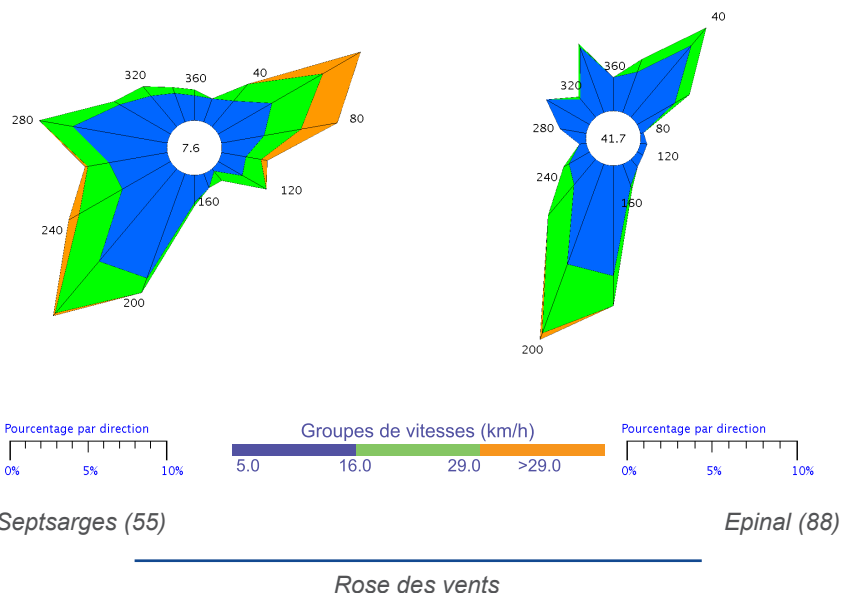 40
360
40
320
360
320
280
80
7.6
280
41.7
80
120
120
240
160
160
240
200
200
Pourcentage par direction
Groupes de vitesses (km/h)
Pourcentage par direction
0% 5% 10%
5.0 16.0 29.0 >29.0
0% 5% 10%
Septsarges (55)
Epinal (88)
Rose des vents